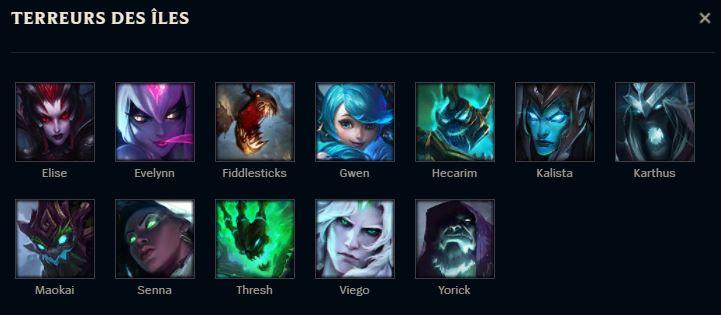 TERREURS DES ÎLES
Elise Evelynn Fiddlesticks Gwen Hecarim Kalista Karthus
Maokai Senna Thresh Viego Yorick